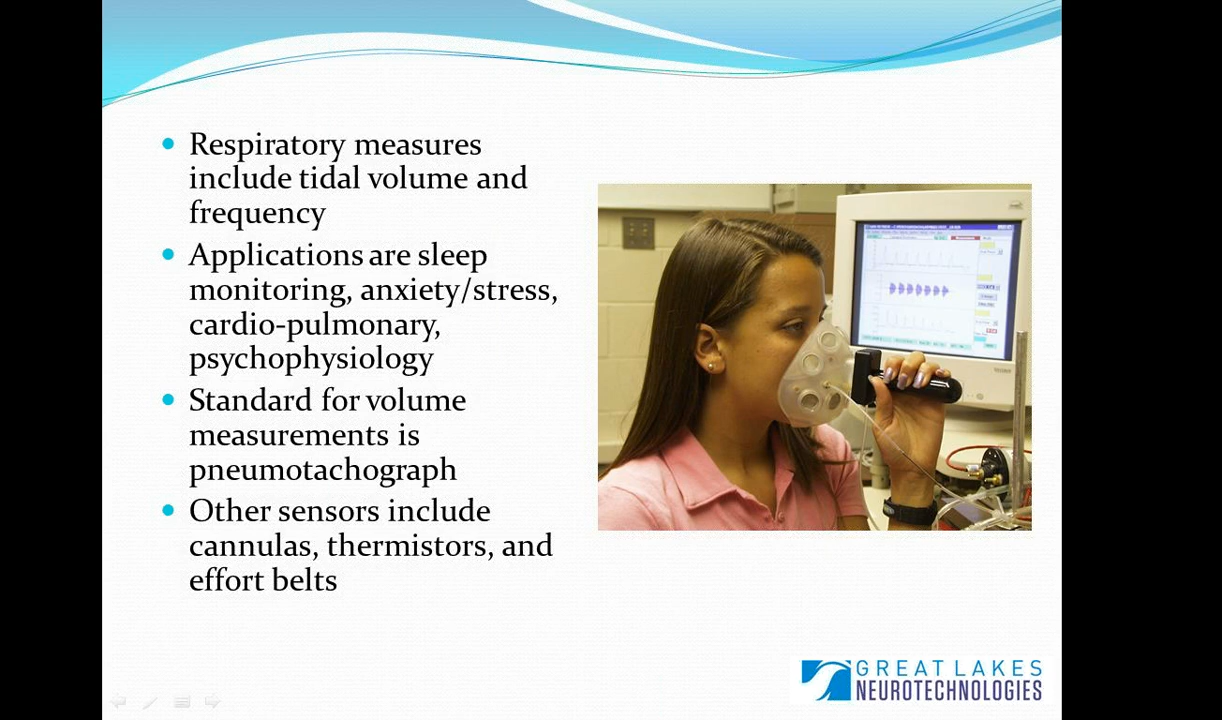 Respiratory measures
include tidal volume and
frequency
Applications are sleep
monitoring, anxiety/stress,
cardio-pulmonary,
psychophysiology
Standard for volume
measurements is
pneumotachograph
Other sensors include
cannulas, thermistors, and
effort belts
GREAT LAKES
NEUROTECHNOLOGIES